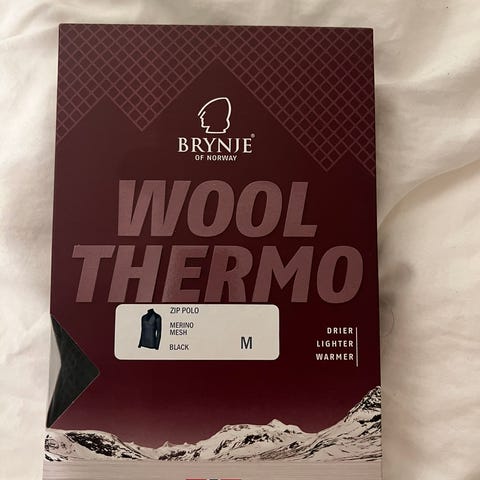 BRYNJE®
OF NORWAY
WOOL
THERMO
ZIP POLO
MERINO
MESH
BLACK
M
DRIER
LIGHTER
WARMER